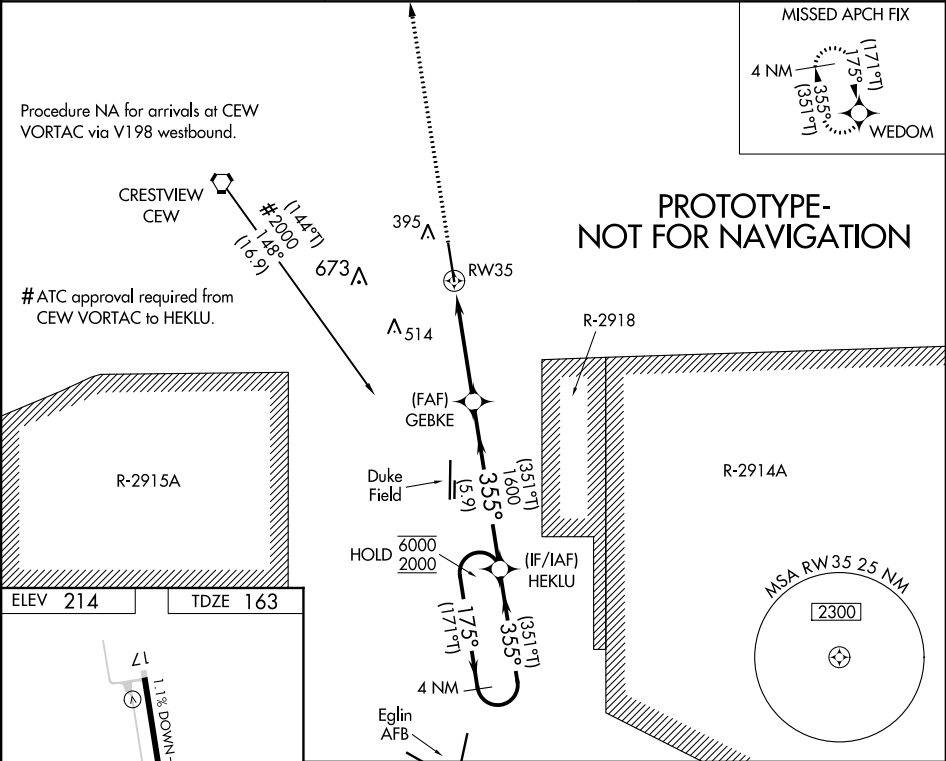 MISSED APCH FIX
4 NM
175°
(171°T)
355°
(351°T)
WEDOM
Procedure NA for arrivals at CEW
VORTAC via V198 westbound.
CRESTVIEW
CEW
(144°T)
#2000
148°
(16.9)
673
395
PROTOTYPE-
NOT FOR NAVIGATION
RW35
#ATC approval required from
CEW VORTAC to HEKLU.
514
R-2918
(FAF)
GEBKE
R-2915A
Duke
Field
(351°T)
1600
355°
(5.9)
R-2914A
HOLD
6000
2000
(IF/IAF)
HEKLU
175°
(171°T)
355°
(351°T)
4 NM
MSA RW35 25 NM
2300
ELEV 214
TDZE 163
Eglin
AFB
17
1.1% DOWN
V